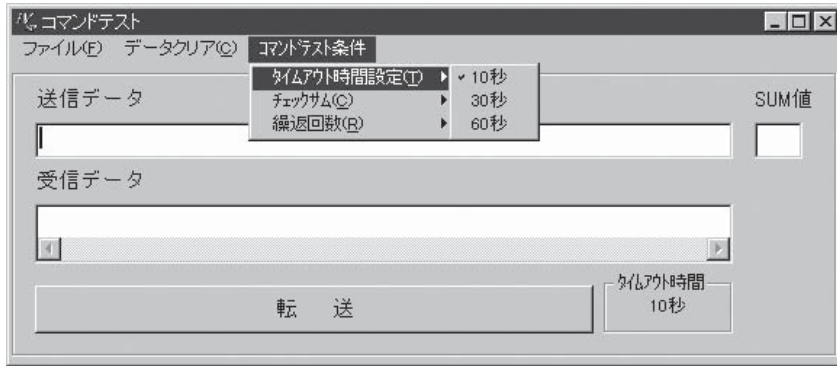 コマンドテスト
ファイル(F) データクリア(C) コマンドテスト条件
タイムアウト時間設定(T) ✓10秒
チェックサム(C) 30秒
繰返回数(R) 60秒
送信データ SUM値
受信データ
転 送
タイムアウト時間
10秒